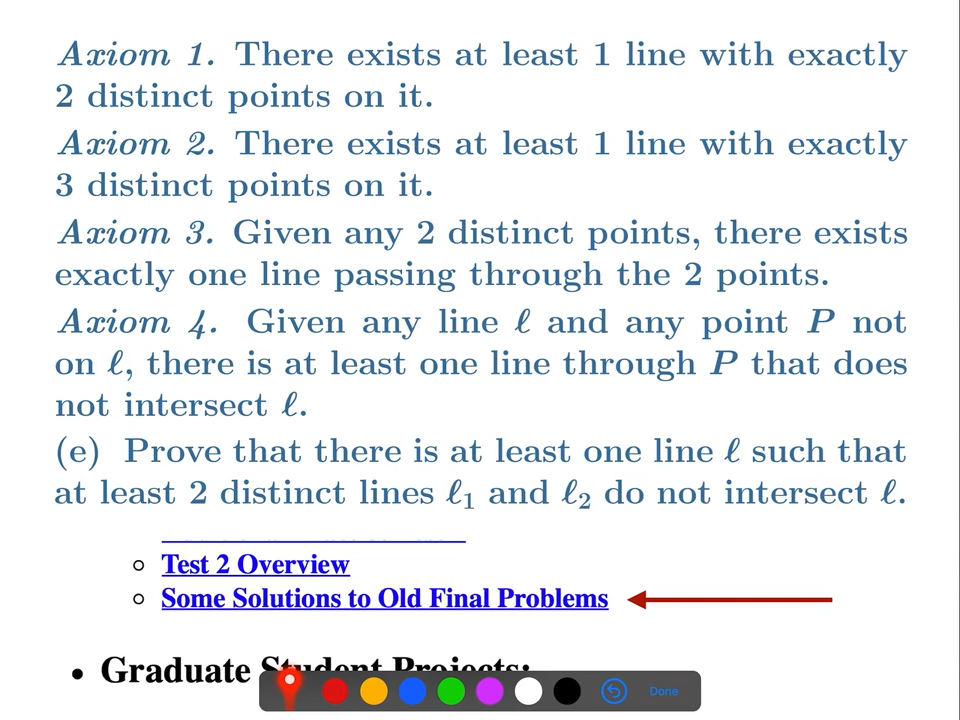 Axiom 1. There exists at least 1 line with exactly
2 distinct points on it.
Axiom 2. There exists at least 1 line with exactly
3 distinct points on it.
Axiom 3. Given any 2 distinct points, there exists
exactly one line passing through the 2 points.
Axiom 4. Given any line ℓ and any point P not
on ℓ, there is at least one line through P that does
not intersect ℓ.
(e) Prove that there is at least one line ℓ such that
at least 2 distinct lines ℓ₁ and ℓ₂ do not intersect ℓ.
Test 2 Overview
Some Solutions to Old Final Problems
Graduate Student Projects:
Done